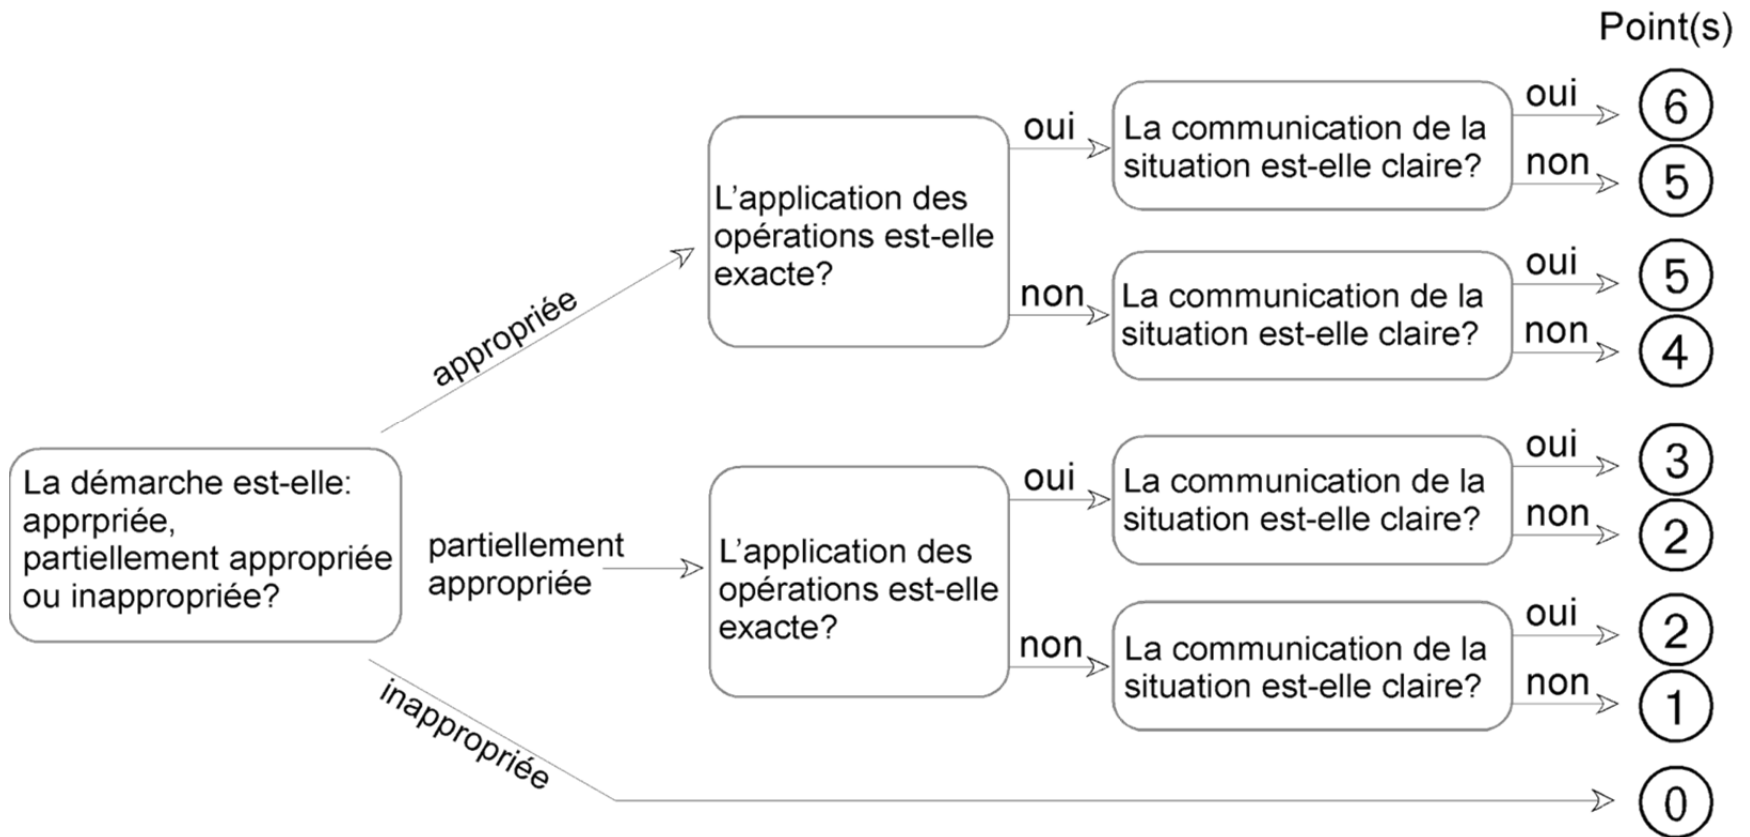 Point(s)
La démarche est-elle:
apprpriée,
partiellement appropriée
ou inappropriée?
appropriée
L'application des
opérations est-elle
exacte?
oui
La communication de la
situation est-elle claire?
oui
6
non
5
non
La communication de la
situation est-elle claire?
oui
5
non
4
partiellement
appropriée
L'application des
opérations est-elle
exacte?
oui
La communication de la
situation est-elle claire?
oui
3
non
2
non
La communication de la
situation est-elle claire?
oui
2
non
1
inappropriée
0